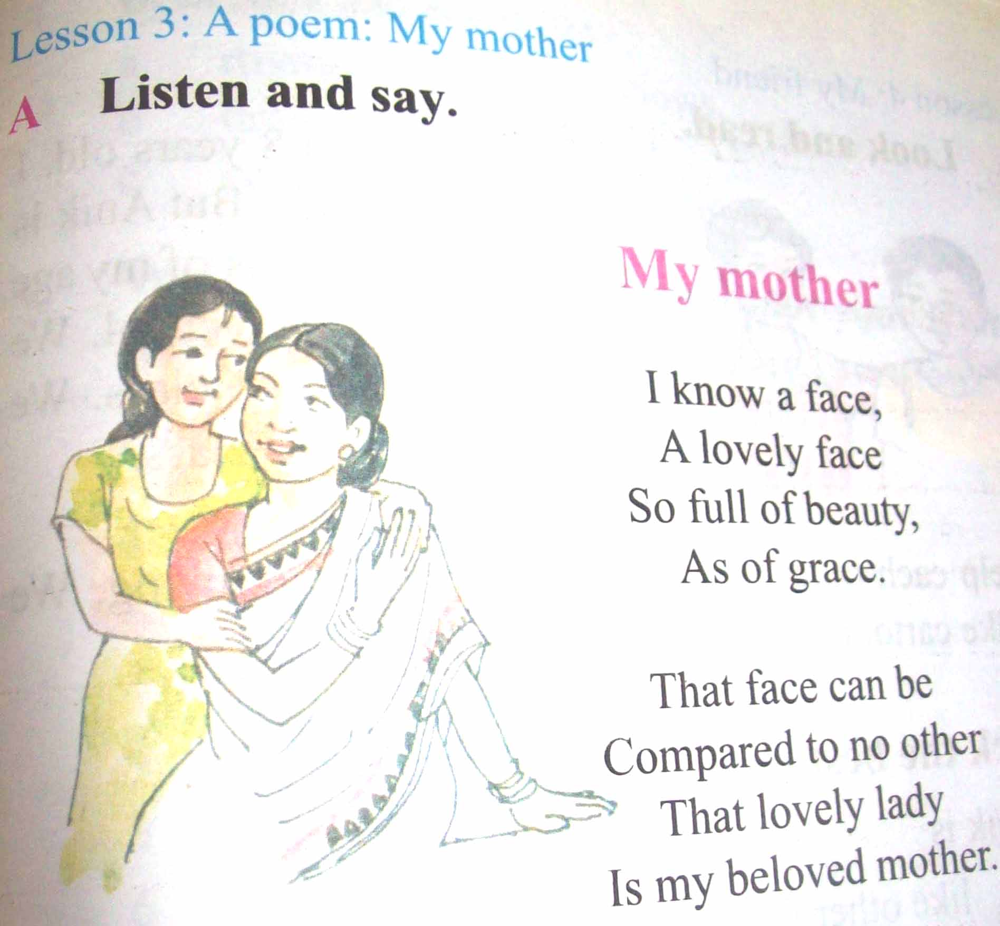 Lesson 3: A poem: My mother
A Listen and say.
My mother
I know a face,
A lovely face
So full of beauty,
As of grace.
That face can be
Compared to no other
That lovely lady
Is my beloved mother.